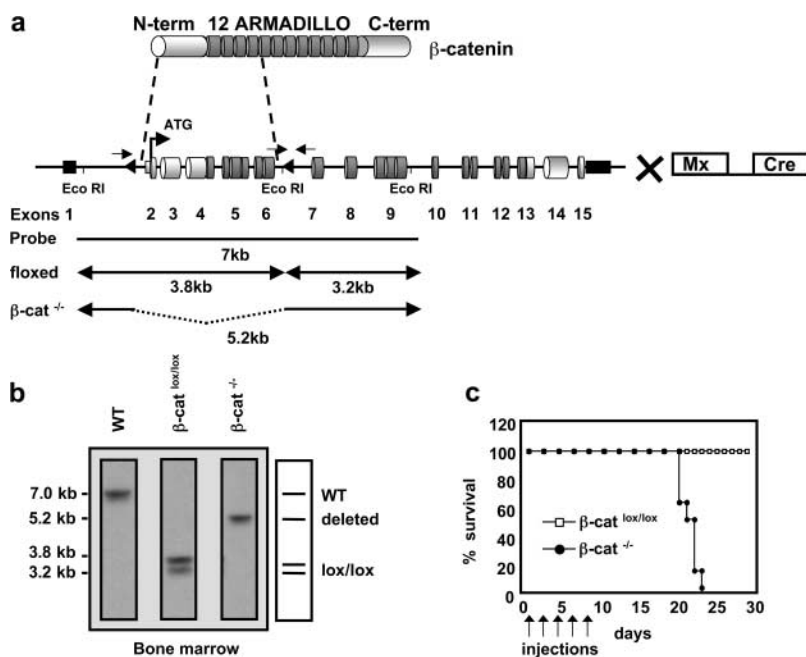 a
N-term 12 ARMADILLO C-term
β-catenin
ATG
Eco RI Eco RI Eco RI
Mx Cre
Exons 1 2 3 4 5 6 7 8 9 10 11 12 13 14 15
Probe
7kb
floxed
3.8kb 3.2kb
β-cat -/-
5.2kb
b
WT β-cat lox/lox β-cat -/-
7.0 kb WT
5.2 kb deleted
3.8 kb
3.2 kb lox/lox
Bone marrow
c
% survival
120
100
80
60
40
20
0
β-cat lox/lox
β-cat -/-
0 5 10 15 20 25 30
days
injections